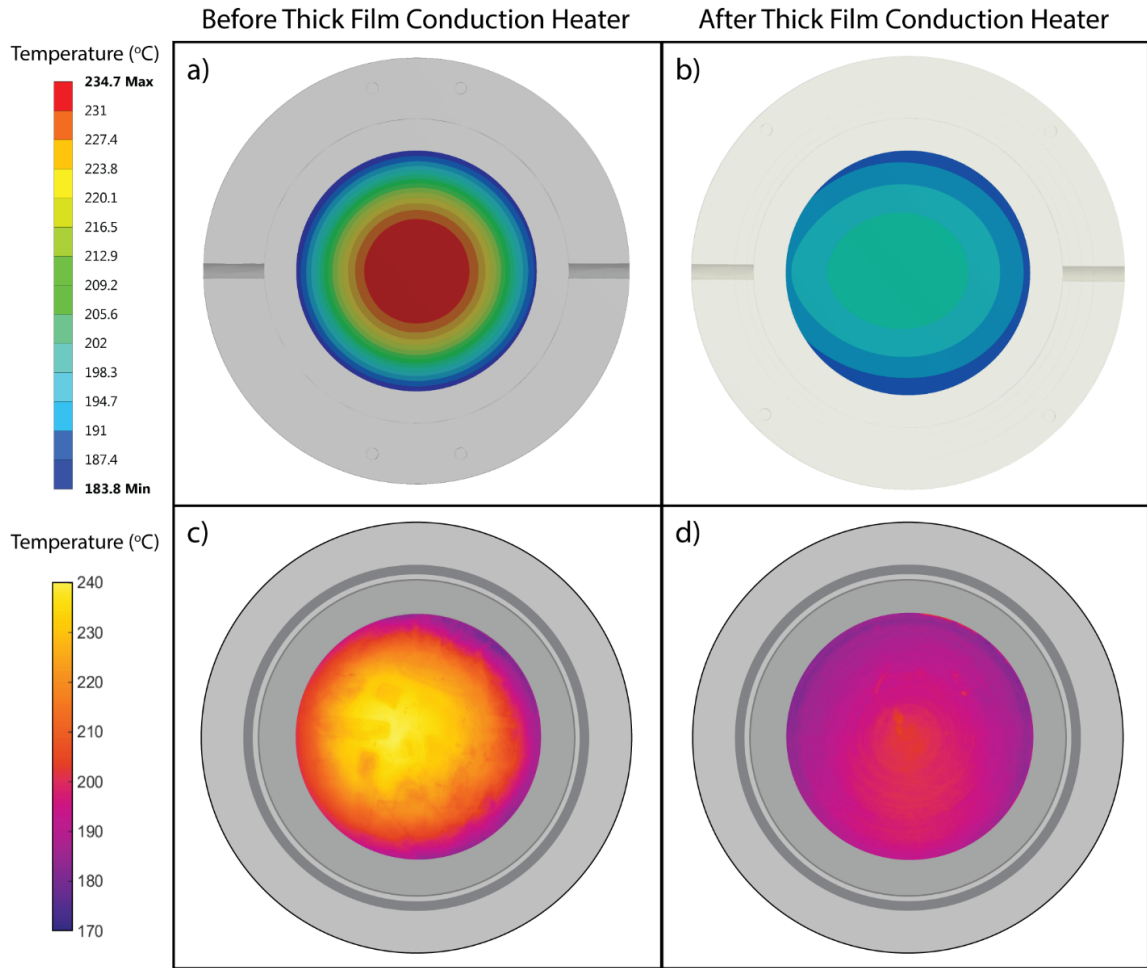 Before Thick Film Conduction Heater
After Thick Film Conduction Heater
Temperature (ºC)
234.7 Max
231
227.4
223.8
220.1
216.5
212.9
209.2
205.6
202
198.3
194.7
191
187.4
183.8 Min
a)
b)
Temperature (ºC)
240
230
220
210
200
190
180
170
c)
d)